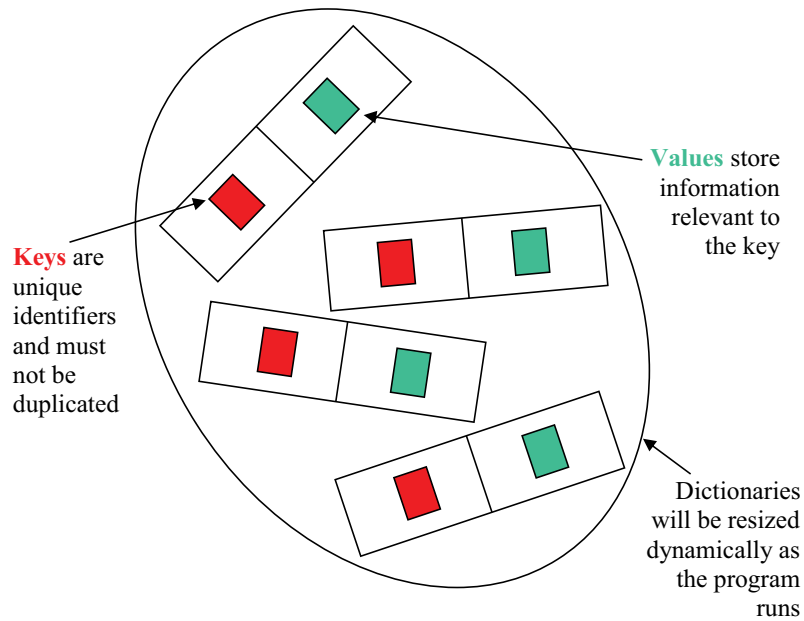 Values store
information
relevant to
the key
Keys are
unique
identifiers
and must
not be
duplicated
Dictionaries
will be resized
dynamically as
the program
runs